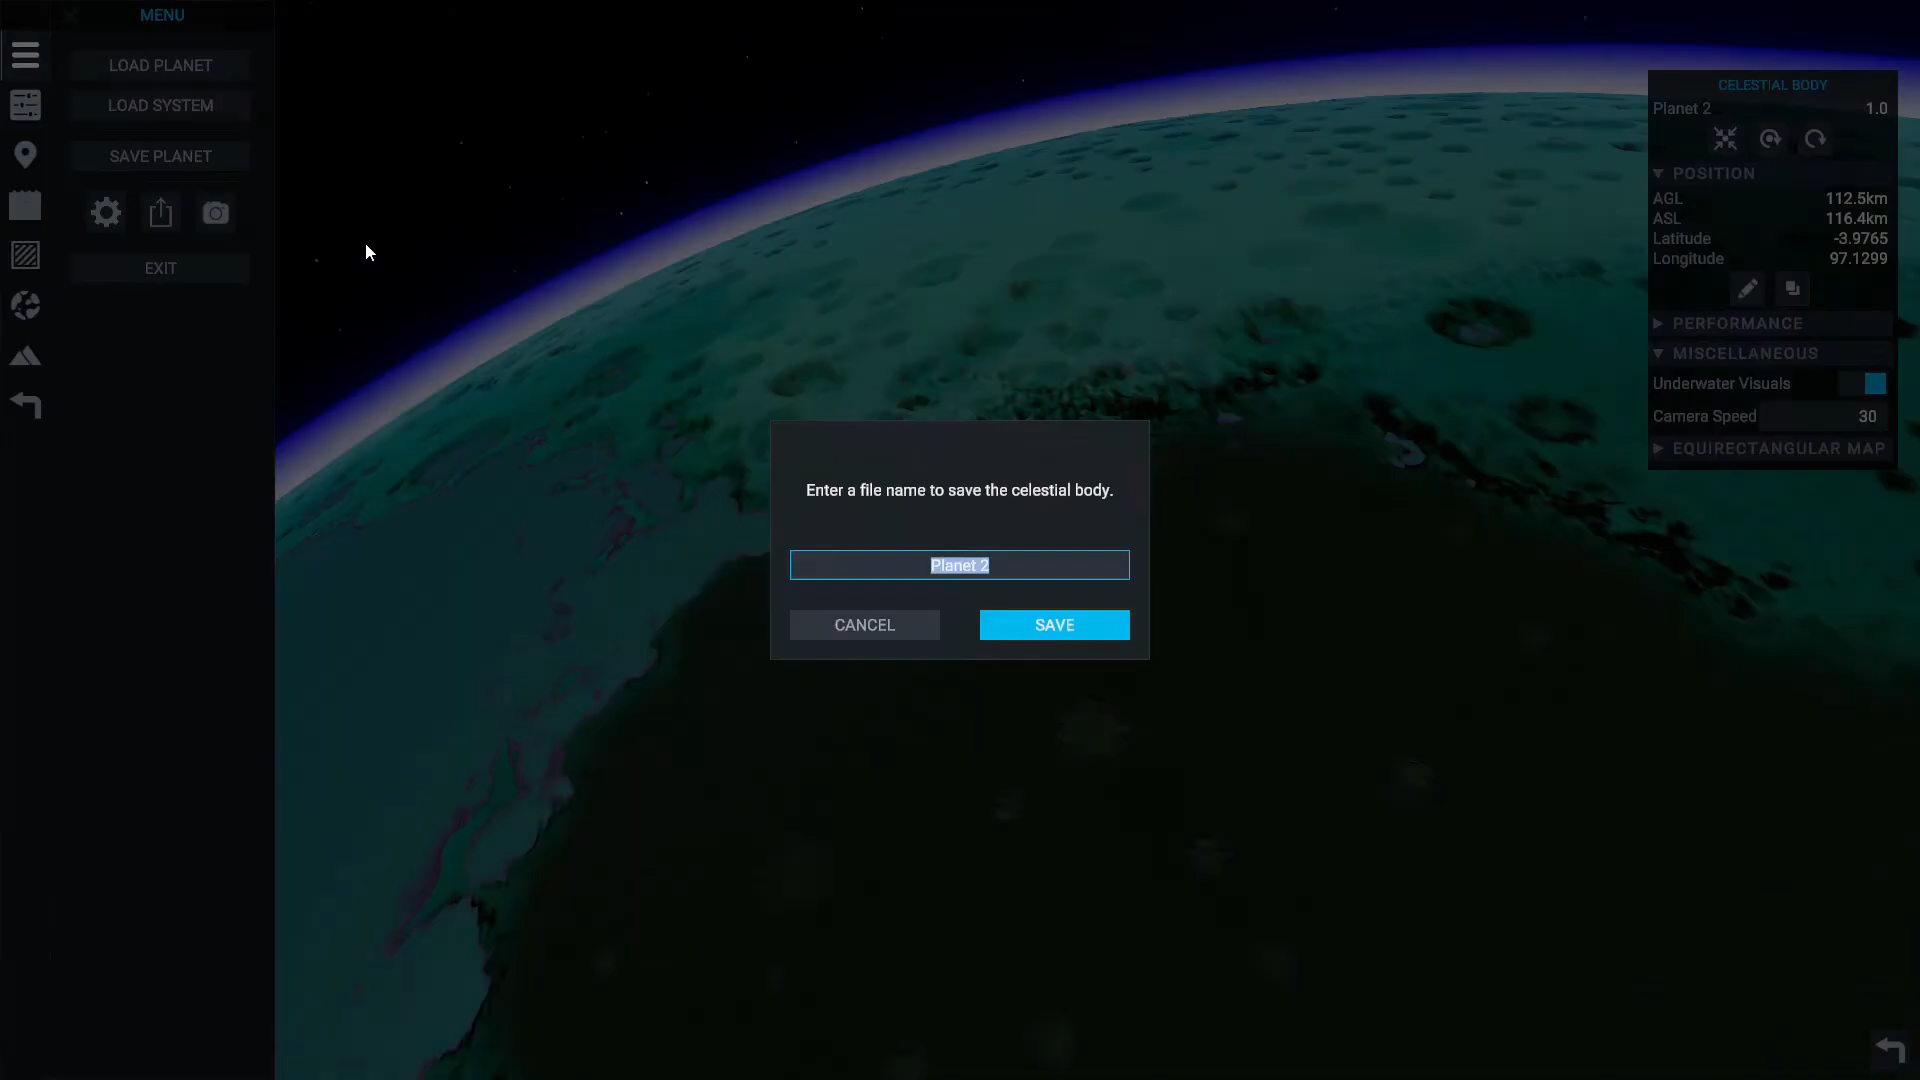 MENU
LOAD PLANET
LOAD SYSTEM
SAVE PLANET
EXIT
CELESTIAL BODY
Planet 2 1.0
POSITION
AGL 112.5km
ASL 116.4km
Latitude -3.9765
Longitude 97.1299
PERFORMANCE
MISCELLANEOUS
Underwater Visuals
Camera Speed 30
EQUIRECTANGULAR MAP
Enter a file name to save the celestial body.
Planet 2
CANCEL SAVE